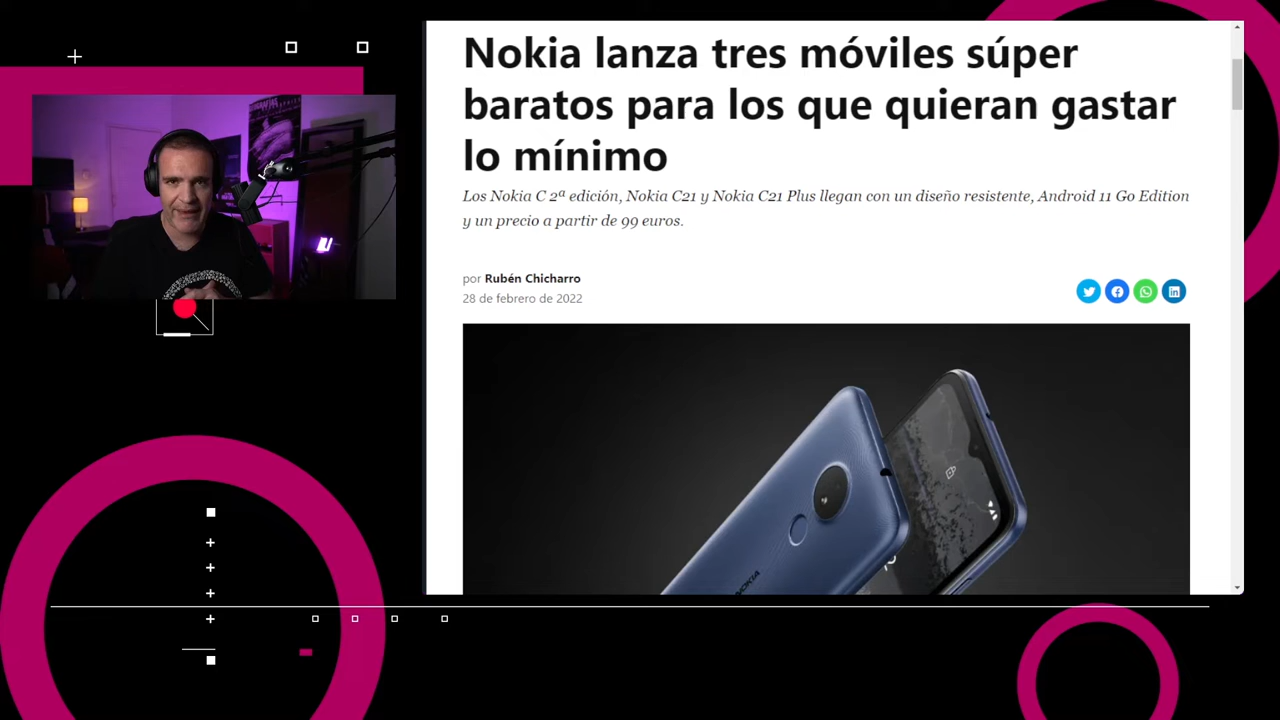 Nokia lanza tres móviles súper
baratos para los que quieran gastar
lo mínimo
Los Nokia C 2ª edición, Nokia C21 y Nokia C21 Plus llegan con un diseño resistente, Android 11 Go Edition
y un precio a partir de 99 euros.
por Rubén Chicharro
28 de febrero de 2022
NOKIA